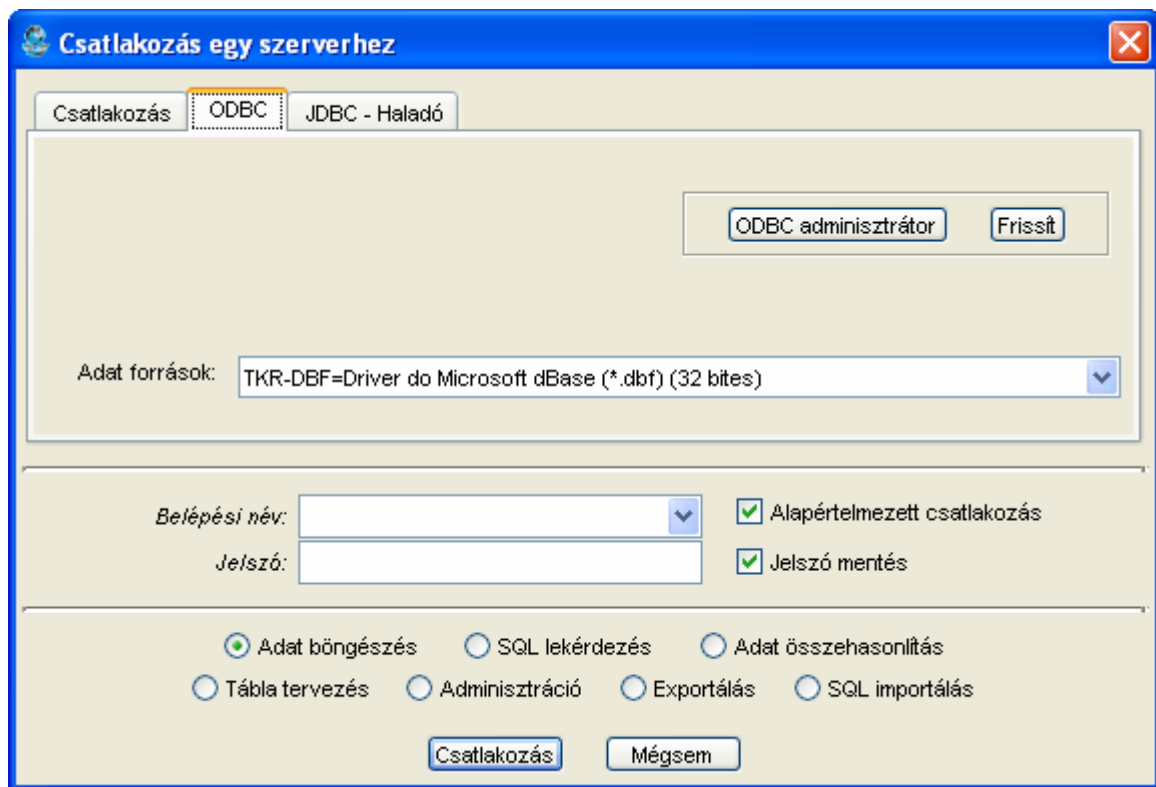 Csatlakozás egy szerverhez
Csatlakozás ODBC JDBC - Haladó
ODBC adminisztrátor Frissít
Adat források: TKR-DBF=Driver do Microsoft dBase (*.dbf) (32 bites)
Belépési név: Alapértelmezett csatlakozás
Jelszó: Jelszó mentés
Adat böngészés SQL lekérdezés Adat összehasonlítás
Tábla tervezés Adminisztráció Exportálás SQL importálás
Csatlakozás Mégsem